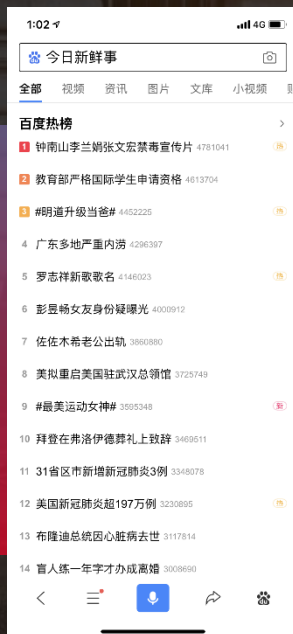 1:02
4G
今日新鲜事
全部 视频 资讯 图片 文库 小视频
百度热榜
1 钟南山李兰娟张文宏禁毒宣传片 4781041 热
2 教育部严格国际学生申请资格 4613704
3 #明道升级当爸# 4452225 热
4 广东多地严重内涝 4296397
5 罗志祥新歌歌名 4146023 热
6 彭昱畅女友身份疑曝光 4000912
7 佐佐木希老公出轨 3860880
8 美拟重启美国驻武汉总领馆 3725749
9 #最美运动女神# 3595348 新
10 拜登在弗洛伊德葬礼上致辞 3469511
11 31省区市新增新冠肺炎3例 3348078
12 美国新冠肺炎超197万例 3230895 热
13 布隆迪总统因心脏病去世 3117814
14 盲人练一年字才办成离婚 3008690